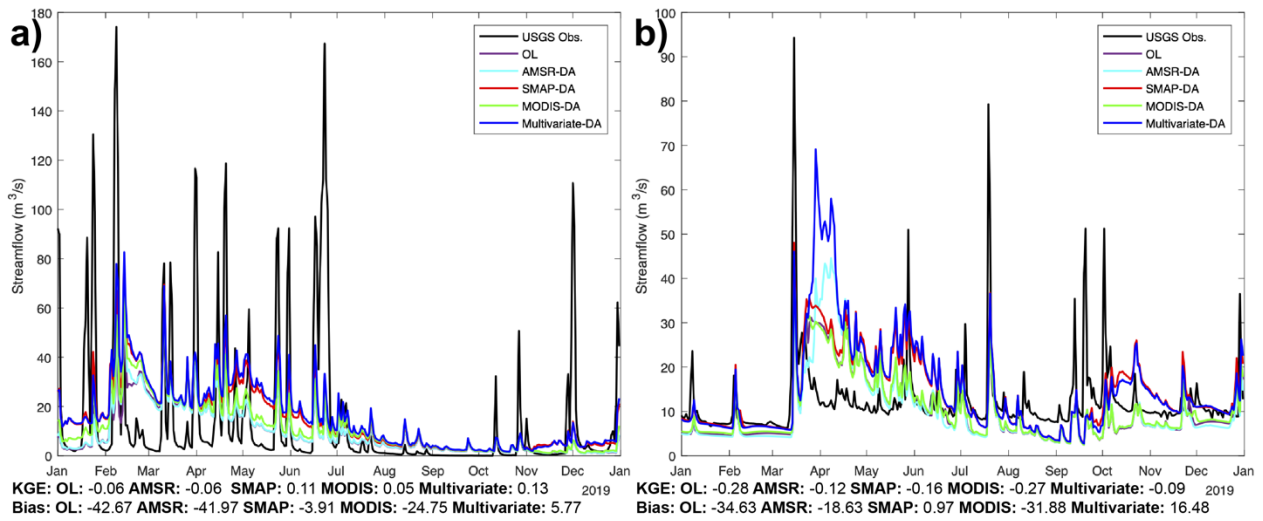 a)
Streamflow (m³/s)
180
160
140
120
100
80
60
40
20
0
USGS Obs.
OL
AMSR-DA
SMAP-DA
MODIS-DA
Multivariate-DA
Jan Feb Mar Apr May Jun Jul Aug Sep Oct Nov Dec Jan
2019
KGE: OL: -0.06 AMSR: -0.06 SMAP: 0.11 MODIS: 0.05 Multivariate: 0.13
Bias: OL: -42.67 AMSR: -41.97 SMAP: -3.91 MODIS: -24.75 Multivariate: 5.77
b)
Streamflow (m³/s)
100
90
80
70
60
50
40
30
20
10
0
USGS Obs.
OL
AMSR-DA
SMAP-DA
MODIS-DA
Multivariate-DA
Jan Feb Mar Apr May Jun Jul Aug Sep Oct Nov Dec Jan
2019
KGE: OL: -0.28 AMSR: -0.12 SMAP: -0.16 MODIS: -0.27 Multivariate: -0.09
Bias: OL: -34.63 AMSR: -18.63 SMAP: 0.97 MODIS: -31.88 Multivariate: 16.48